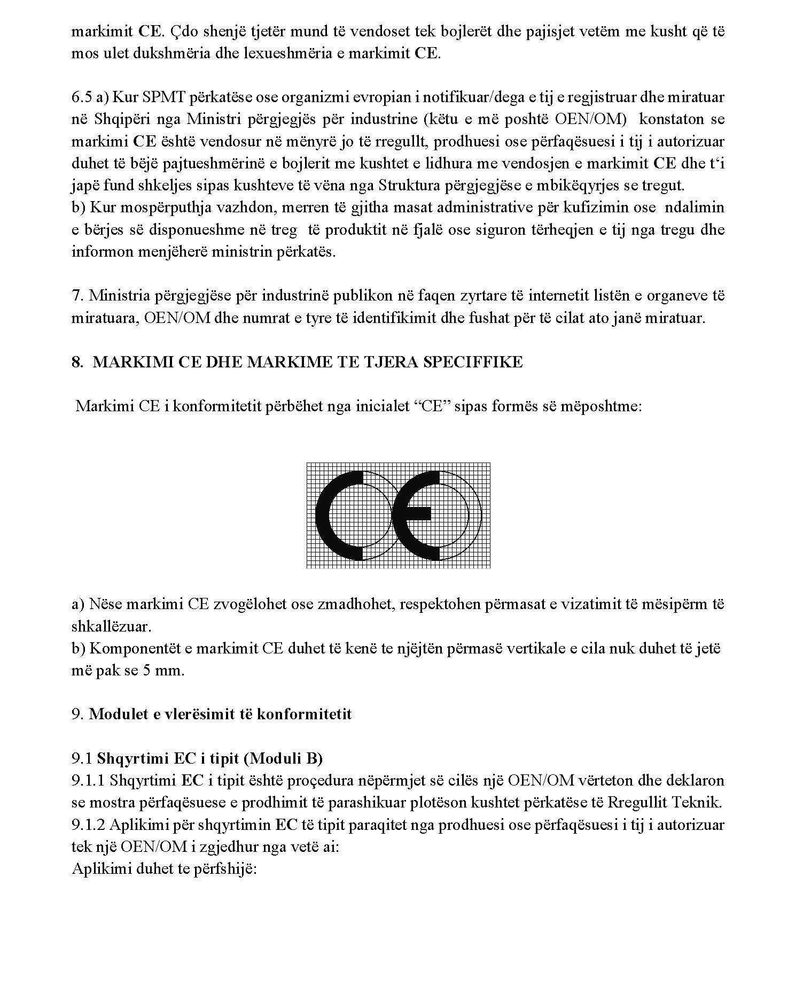 markimit CE. Çdo shenjë tjetër mund të vendoset tek bojlerët dhe pajisjet vetëm me kusht që të
mos ulet dukshmëria dhe lexueshmëria e markimit CE.
6.5 a) Kur SPMT përkatëse ose organizmi evropian i notifikuar/dega e tij e regjistruar dhe miratuar
në Shqipëri nga Ministri përgjegjës për industrine (këtu e më poshtë OEN/OM) konstaton se
markimi CE është vendosur në mënyrë jo të rregullt, prodhuesi ose përfaqësuesi i tij i autorizuar
duhet të bëjë pajtueshmërinë e bojlerit me kushtet e lidhura me vendosjen e markimit CE dhe t‘i
japë fund shkeljes sipas kushteve të vëna nga Struktura përgjegjëse e mbikëqyrjes se tregut.
b) Kur mospërputhja vazhdon, merren të gjitha masat administrative për kufizimin ose ndalimin
e bërjes së disponueshme në treg të produktit në fjalë ose siguron tërheqjen e tij nga tregu dhe
informon menjëherë ministrin përkatës.
7. Ministria përgjegjëse për industrinë publikon në faqen zyrtare të internetit listën e organeve të
miratuara, OEN/OM dhe numrat e tyre të identifikimit dhe fushat për të cilat ato janë miratuar.
8. MARKIMI CE DHE MARKIME TE TJERA SPECIFFIKE
Markimi CE i konformitetit përbëhet nga inicialet “CE” sipas formës së mëposhtme:
CE
a) Nëse markimi CE zvogëlohet ose zmadhohet, respektohen përmasat e vizatimit të mësipërm të
shkallëzuar.
b) Komponentët e markimit CE duhet të kenë te njëjtën përmasë vertikale e cila nuk duhet të jetë
më pak se 5 mm.
9. Modulet e vlerësimit të konformitetit
9.1 Shqyrtimi EC i tipit (Moduli B)
9.1.1 Shqyrtimi EC i tipit është proçedura nëpërmjet së cilës një OEN/OM vërteton dhe deklaron
se mostra përfaqësuese e prodhimit të parashikuar plotëson kushtet përkatëse të Rregullit Teknik.
9.1.2 Aplikimi për shqyrtimin EC të tipit paraqitet nga prodhuesi ose përfaqësuesi i tij i autorizuar
tek një OEN/OM i zgjedhur nga vetë ai:
Aplikimi duhet te përfshijë: